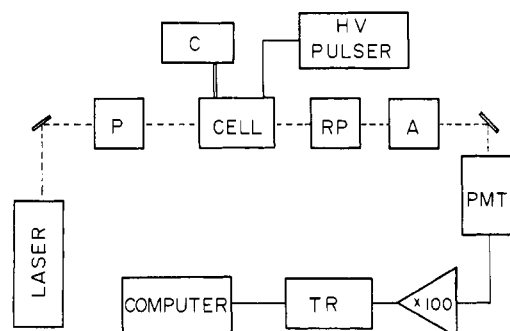 C
HV
PULSER
P
CELL
RP
A
LASER
PMT
COMPUTER
TR
×100